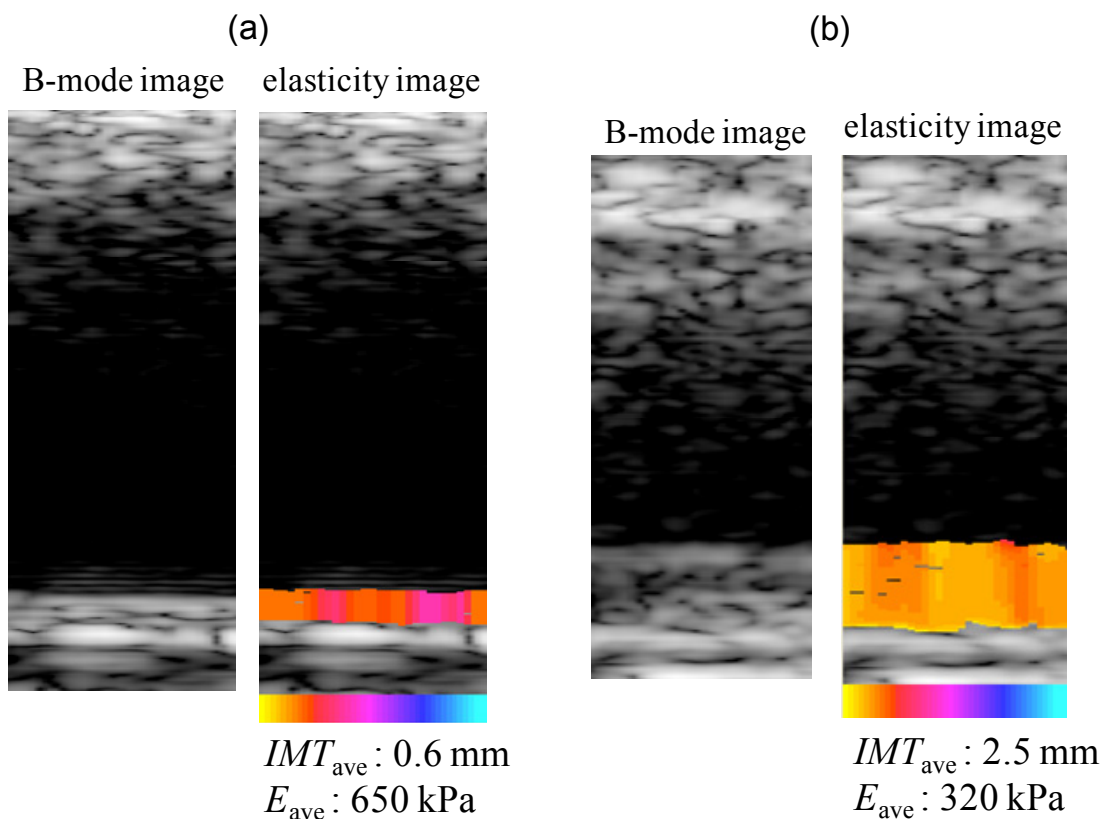 (a)
B-mode image elasticity image
IMTave : 0.6 mm
Eave : 650 kPa
(b)
B-mode image elasticity image
IMTave : 2.5 mm
Eave : 320 kPa